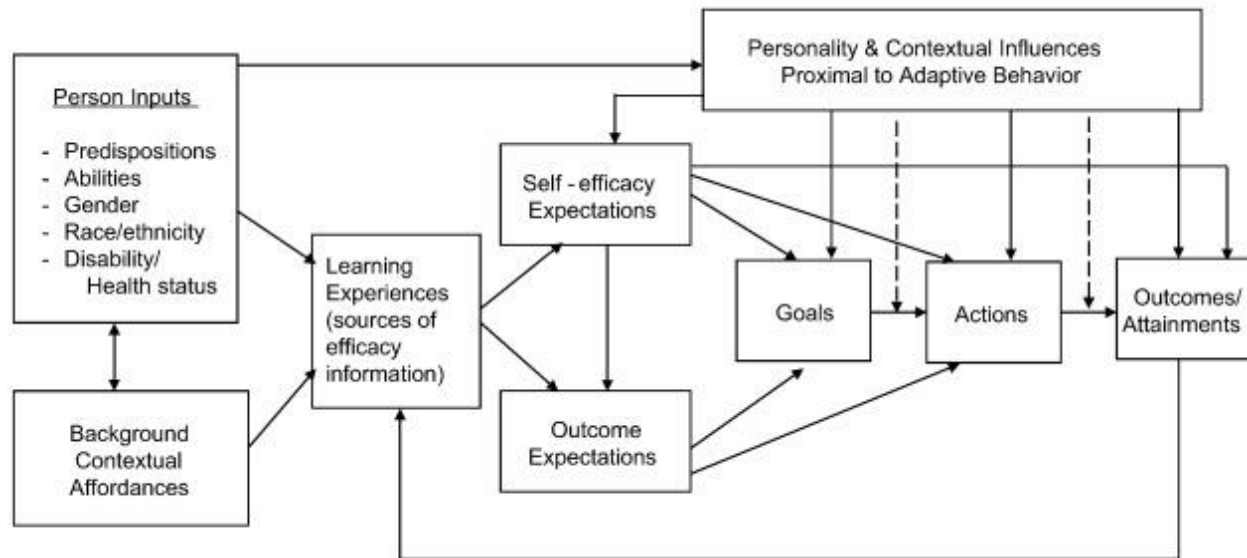 Personality & Contextual Influences
Proximal to Adaptive Behavior
Person Inputs
- Predispositions
- Abilities
- Gender
- Race/ethnicity
- Disability/
Health status
Self - efficacy
Expectations
Learning
Experiences
(sources of
efficacy
information)
Goals
Actions
Outcomes/
Attainments
Background
Contextual
Affordances
Outcome
Expectations